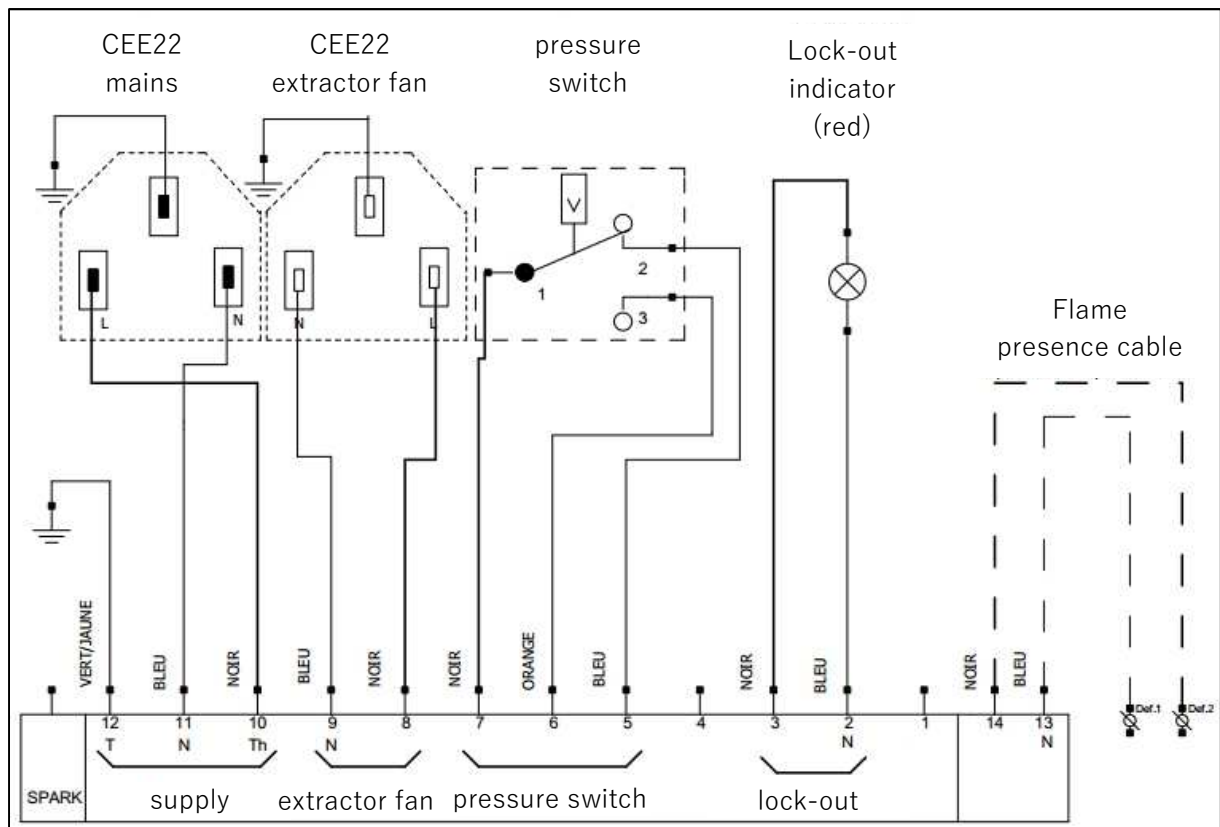 CEE22
mains
CEE22
extractor fan
pressure
switch
Lock-out
indicator
(red)
L
N
N
L
1
2
3
Flame
presence cable
VERT/JAUNE
BLEU
NOIR
BLEU
NOIR
NOIR
ORANGE
BLEU
NOIR
BLEU
NOIR
BLEU
Def.1
Def.2
12 11 10 9 8 7 6 5 4 3 2 1 14 13
T N Th N N N
SPARK
supply
extractor fan
pressure switch
lock-out